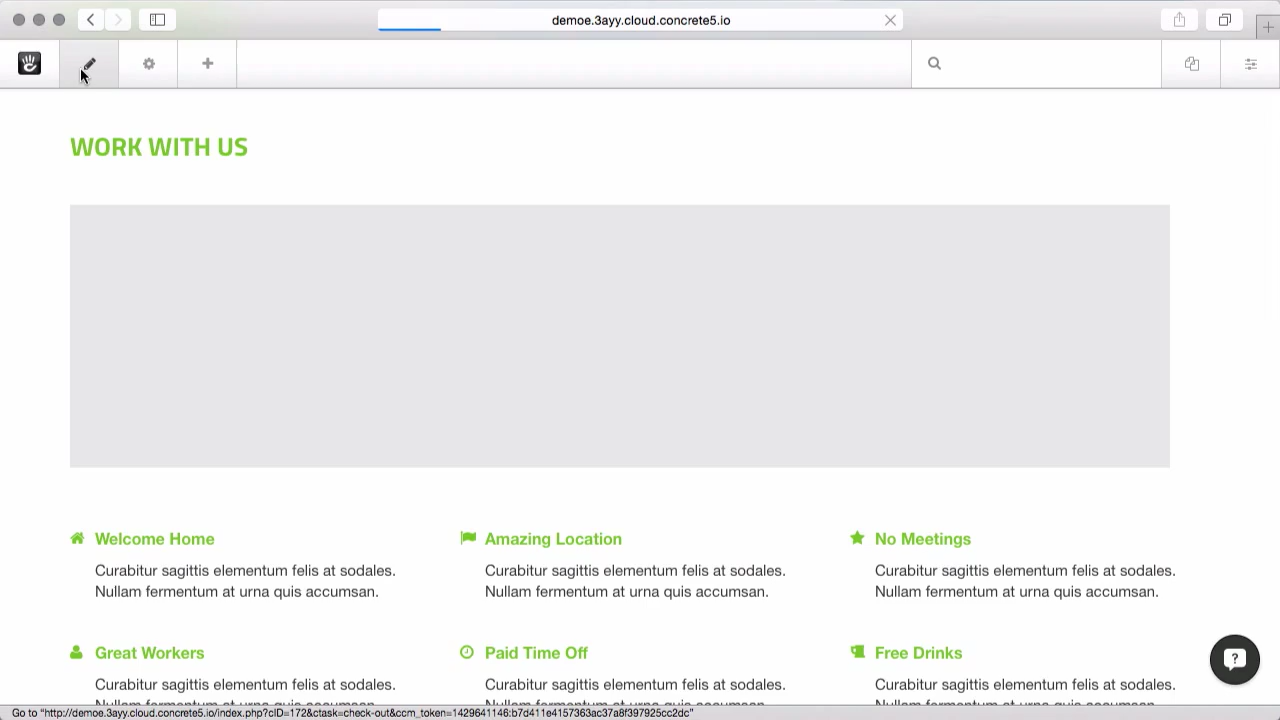 demoe.3ayy.cloud.concrete5.io
WORK WITH US
Welcome Home
Curabitur sagittis elementum felis at sodales.
Nullam fermentum at urna quis accumsan.
Amazing Location
Curabitur sagittis elementum felis at sodales.
Nullam fermentum at urna quis accumsan.
No Meetings
Curabitur sagittis elementum felis at sodales.
Nullam fermentum at urna quis accumsan.
Great Workers
Curabitur sagittis elementum felis at sodales.
Paid Time Off
Curabitur sagittis elementum felis at sodales.
Free Drinks
Curabitur sagittis elementum felis at sodales.
Go to "http://demoe.3ayy.cloud.concrete5.io/index.php?cID=172&ctask=check-out&ccm_token=1429641146:b7d411e4157363ac37a8f397925cc2dc"